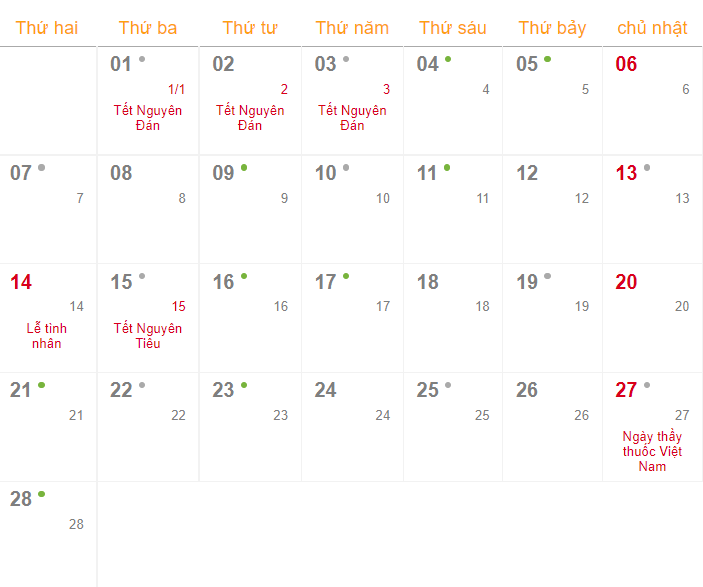 Thứ hai Thứ ba Thứ tư Thứ năm Thứ sáu Thứ bảy chủ nhật
01 02 03 04 05 06
1/1 2 3 4 5 6
Tết Nguyên Tết Nguyên Tết Nguyên
Đán Đán Đán
07 08 09 10 11 12 13
7 8 9 10 11 12 13
14 15 16 17 18 19 20
14 15 16 17 18 19 20
Lễ tình Tết Nguyên
nhân Tiêu
21 22 23 24 25 26 27
21 22 23 24 25 26 27
Ngày thầy
thuốc Việt
Nam
28
28